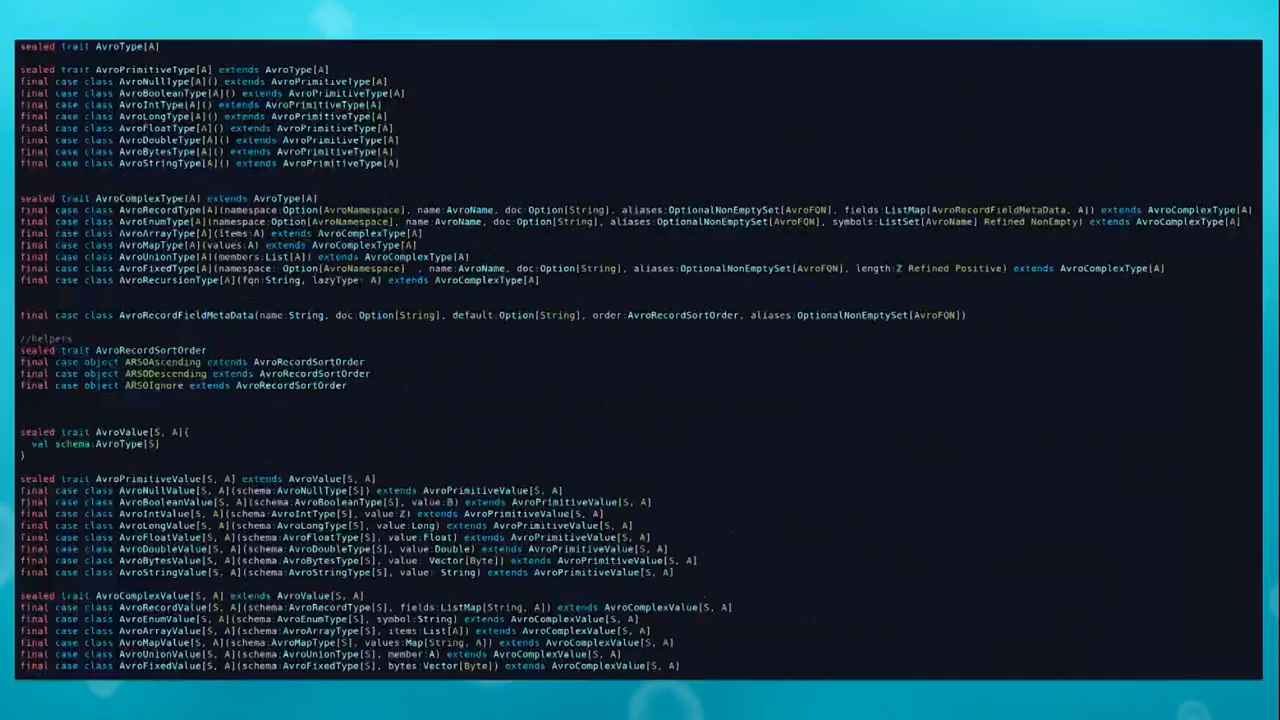 sealed trait AvroType[A]
sealed trait AvroPrimitiveType[A] extends AvroType[A]
final case class AvroNullType[A]() extends AvroPrimitiveType[A]
final case class AvroBooleanType[A]() extends AvroPrimitiveType[A]
final case class AvroIntType[A]() extends AvroPrimitiveType[A]
final case class AvroLongType[A]() extends AvroPrimitiveType[A]
final case class AvroFloatType[A]() extends AvroPrimitiveType[A]
final case class AvroDoubleType[A]() extends AvroPrimitiveType[A]
final case class AvroBytesType[A]() extends AvroPrimitiveType[A]
final case class AvroStringType[A]() extends AvroPrimitiveType[A]
sealed trait AvroComplexType[A] extends AvroType[A]
final case class AvroRecordType[A](namespace:Option[AvroNamespace], name:AvroName, doc:Option[String], aliases:OptionalNonEmptySet[AvroFQN], fields:ListMap[AvroRecordFieldMetaData, A]) extends AvroComplexType[A]
final case class AvroEnumType[A](namespace:Option[AvroNamespace], name:AvroName, doc:Option[String], aliases:OptionalNonEmptySet[AvroFQN], symbols:ListSet[AvroName] Refined NonEmpty) extends AvroComplexType[A]
final case class AvroArrayType[A](items:A) extends AvroComplexType[A]
final case class AvroMapType[A](values:A) extends AvroComplexType[A]
final case class AvroUnionType[A](members:List[A]) extends AvroComplexType[A]
final case class AvroFixedType[A](namespace: Option[AvroNamespace] , name:AvroName, doc:Option[String], aliases:OptionalNonEmptySet[AvroFQN], length:Z Refined Positive) extends AvroComplexType[A]
final case class AvroRecursionType[A](fqn:String, lazyType: A) extends AvroComplexType[A]
final case class AvroRecordFieldMetaData(name:String, doc:Option[String], default:Option[String], order:AvroRecordSortOrder, aliases:OptionalNonEmptySet[AvroFQN])
//helpers
sealed trait AvroRecordSortOrder
final case object ARSOAscending extends AvroRecordSortOrder
final case object ARSODescending extends AvroRecordSortOrder
final case object ARSOIgnore extends AvroRecordSortOrder
sealed trait AvroValue[S, A]{
val schema:AvroType[S]
}
sealed trait AvroPrimitiveValue[S, A] extends AvroValue[S, A]
final case class AvroNullValue[S, A](schema:AvroNullType[S]) extends AvroPrimitiveValue[S, A]
final case class AvroBooleanValue[S, A](schema:AvroBooleanType[S], value:B) extends AvroPrimitiveValue[S, A]
final case class AvroIntValue[S, A](schema:AvroIntType[S], value:Z) extends AvroPrimitiveValue[S, A]
final case class AvroLongValue[S, A](schema:AvroLongType[S], value:Long) extends AvroPrimitiveValue[S, A]
final case class AvroFloatValue[S, A](schema:AvroFloatType[S], value:Float) extends AvroPrimitiveValue[S, A]
final case class AvroDoubleValue[S, A](schema:AvroDoubleType[S], value:Double) extends AvroPrimitiveValue[S, A]
final case class AvroBytesValue[S, A](schema:AvroBytesType[S], value: Vector[Byte]) extends AvroPrimitiveValue[S, A]
final case class AvroStringValue[S, A](schema:AvroStringType[S], value: String) extends AvroPrimitiveValue[S, A]
sealed trait AvroComplexValue[S, A] extends AvroValue[S, A]
final case class AvroRecordValue[S, A](schema:AvroRecordType[S], fields:ListMap[String, A]) extends AvroComplexValue[S, A]
final case class AvroEnumValue[S, A](schema:AvroEnumType[S], symbol:String) extends AvroComplexValue[S, A]
final case class AvroArrayValue[S, A](schema:AvroArrayType[S], items:List[A]) extends AvroComplexValue[S, A]
final case class AvroMapValue[S, A](schema:AvroMapType[S], values:Map[String, A]) extends AvroComplexValue[S, A]
final case class AvroUnionValue[S, A](schema:AvroUnionType[S], member:A) extends AvroComplexValue[S, A]
final case class AvroFixedValue[S, A](schema:AvroFixedType[S], bytes:Vector[Byte]) extends AvroComplexValue[S, A]